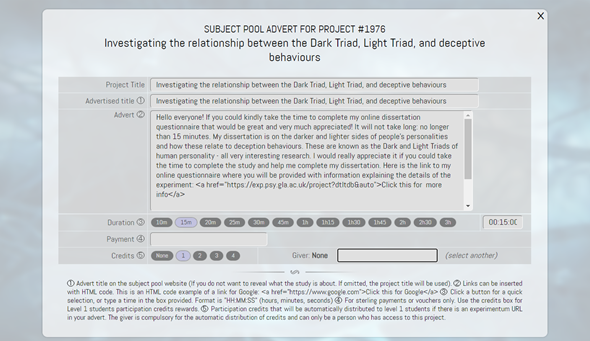 X
SUBJECT POOL ADVERT FOR PROJECT #1976
Investigating the relationship between the Dark Triad, Light Triad, and deceptive
behaviours
Project Title Investigating the relationship between the Dark Triad, Light Triad, and deceptive behaviours
Advertised title ① Investigating the relationship between the Dark Triad, Light Triad, and deceptive behaviours
Advert ② Hello everyone! If you could kindly take the time to complete my online dissertation
questionnaire that would be great and very much appreciated! It will not take long: no longer
than 15 minutes. My dissertation is on the darker and lighter sides of people's personalities
and how these relate to deception behaviours. These are known as the Dark and Light Triads of
human personality - all very interesting research. I would really appreciate it if you could take
the time to complete the study and help me complete my dissertation. Here is the link to my
online questionnaire where you will be provided with information explaining the details of the
experiment: <a href="https://exp.psy.gla.ac.uk/project?dtltdb&auto">Click this for more
info</a>
Duration ③ 10m 15m 20m 25m 30m 45m 1h 1h15 1h30 1h45 2h 2h30 3h 00:15:00
Payment ④
Credits ⑤ None 1 2 3 4 Giver: None (select another)
① Advert title on the subject pool website (If you do not want to reveal what the study is about. If omitted, the project title will be used). ② Links can be inserted
with HTML code. This is an HTML code example of a link for Google: <a href="https://www.google.com">Click this for Google</a> ③ Click a button for a quick
selection, or type a time in the box provided. Format is "HH:MM:SS" (hours, minutes, seconds) ④ For sterling payments or vouchers only. Use the credits box for
Level 1 students participation credits rewards. ⑤ Participation credits that will be automatically distributed to level 1 students if there is an experimentum URL
in your advert. The giver is compulsory for the automatic distribution of credits and can only be a person who has access to this project.